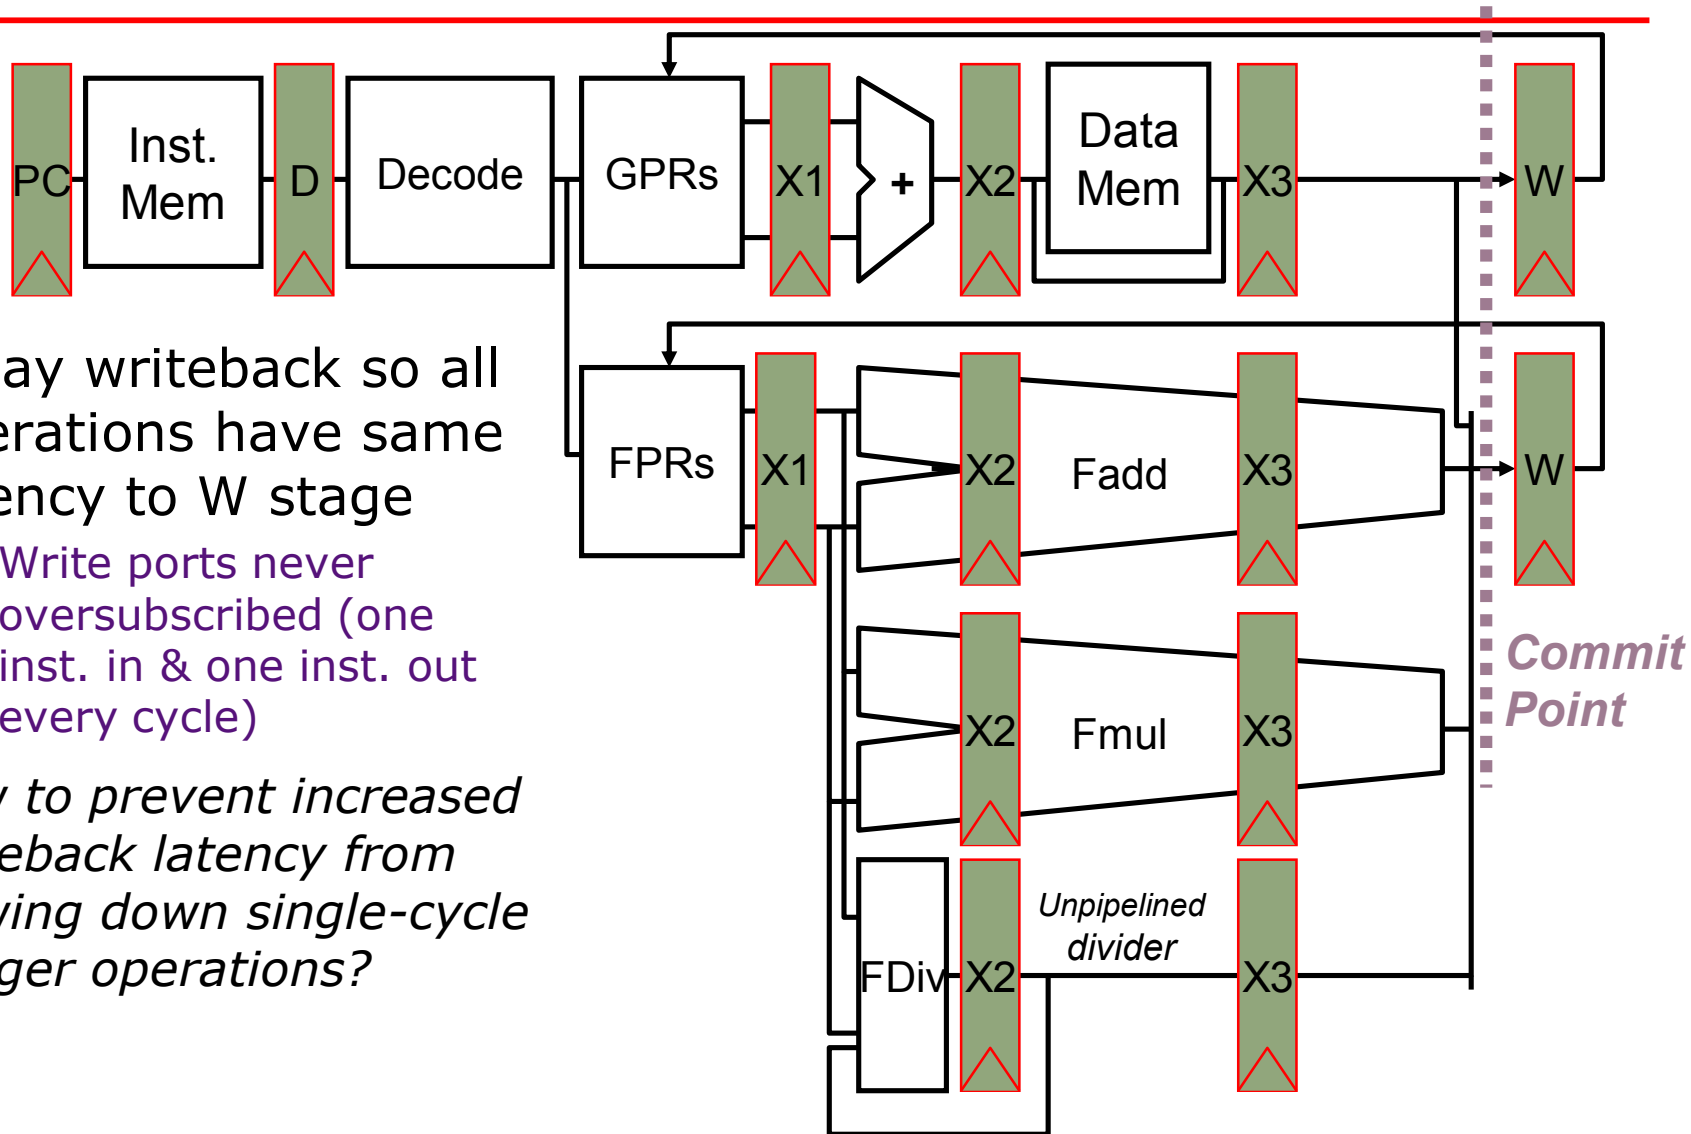 PC
Inst.
Mem
D
Decode
GPRs
X1
+
X2
Data
Mem
X3
W
ay writeback so all
erations have same
ency to W stage
Write ports never
oversubscribed (one
inst. in & one inst. out
every cycle)
to prevent increased
eback latency from
ing down single-cycle
ger operations?
FPRs
X1
X2
Fadd
X3
W
X2
Fmul
X3
Commit
Point
FDiv
X2
Unpipelined
divider
X3